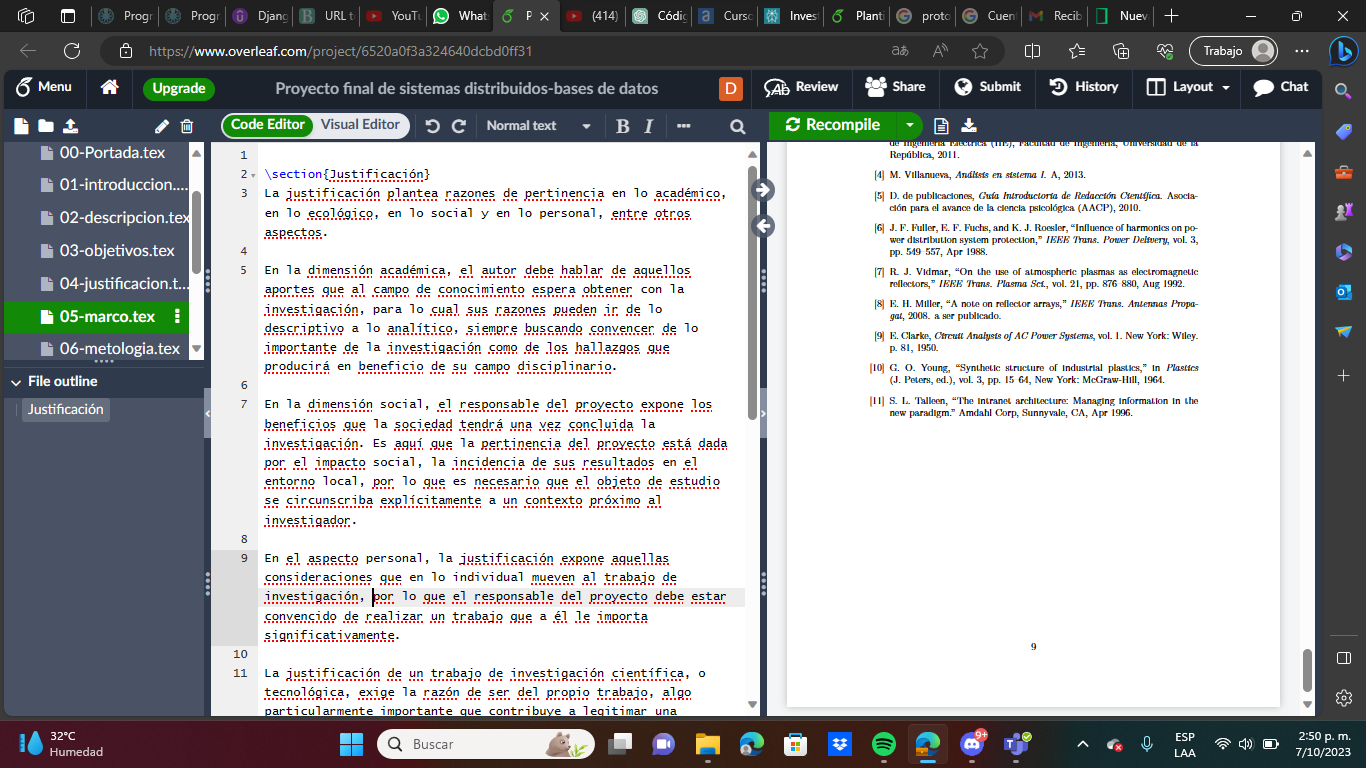 Progr
Progr
Djang
URL t
YouTu
What
P
(414)
Códig
Curso
Invest
Planti
proto
Cuen
Recib
Nuev
https://www.overleaf.com/project/6520a0f3a324640dcbd0ff31
Trabajo
Menu
Upgrade
Proyecto final de sistemas distribuidos-bases de datos
D
Review
Share
Submit
History
Layout
Chat
Code Editor
Visual Editor
Normal text
B I
Recompile
00-Portada.tex
01-introduccion....
02-descripcion.tex
03-objetivos.tex
04-justificacion.t...
05-marco.tex
06-metologia.tex
File outline
Justificación
1
2 \section{Justificación}
3 La justificación plantea razones de pertinencia en lo académico,
en lo ecológico, en lo social y en lo personal, entre otros
aspectos.
4
5 En la dimensión académica, el autor debe hablar de aquellos
aportes que al campo de conocimiento espera obtener con la
investigación, para lo cual sus razones pueden ir de lo
descriptivo a lo analítico, siempre buscando convencer de lo
importante de la investigación como de los hallazgos que
producirá en beneficio de su campo disciplinario.
6
7 En la dimensión social, el responsable del proyecto expone los
beneficios que la sociedad tendrá una vez concluida la
investigación. Es aquí que la pertinencia del proyecto está dada
por el impacto social, la incidencia de sus resultados en el
entorno local, por lo que es necesario que el objeto de estudio
se circunscriba explícitamente a un contexto próximo al
investigador.
8
9 En el aspecto personal, la justificación expone aquellas
consideraciones que en lo individual mueven al trabajo de
investigación, por lo que el responsable del proyecto debe estar
convencido de realizar un trabajo que a él le importa
significativamente.
10
11 La justificación de un trabajo de investigación científica, o
tecnológica, exige la razón de ser del propio trabajo, algo
particularmente importante que contribuye a legitimar una
de Ingeniería Eléctrica (IIE), Facultad de Ingeniería, Universidad de la
República, 2011.
[4] M. Villanueva, Análisis en sistema I. A, 2013.
[5] D. de publicaciones, Guía Introductoria de Redacción Científica. Asocia-
ción para el avance de la ciencia psicológica (AACP), 2010.
[6] J. F. Fuller, E. F. Fuchs, and K. J. Roesler, “Influence of harmonics on po-
wer distribution system protection,” IEEE Trans. Power Delivery, vol. 3,
pp. 549–557, Apr 1988.
[7] R. J. Vidmar, “On the use of atmospheric plasmas as electromagnetic
reflectors,” IEEE Trans. Plasma Sci., vol. 21, pp. 876–880, Aug 1992.
[8] E. H. Miller, “A note on reflector arrays,” IEEE Trans. Antennas Propa-
gat, 2008. a ser publicado.
[9] E. Clarke, Circuit Analysis of AC Power Systems, vol. 1. New York: Wiley.
p. 81, 1950.
[10] G. O. Young, “Synthetic structure of industrial plastics,” in Plastics
(J. Peters, ed.), vol. 3, pp. 15–64, New York: McGraw-Hill, 1964.
[11] S. L. Talleen, “The intranet architecture: Managing information in the
new paradigm.” Amdahl Corp, Sunnyvale, CA, Apr 1996.
9
32°C
Humedad
Buscar
9+
ESP
LAA
2:50 p. m.
7/10/2023